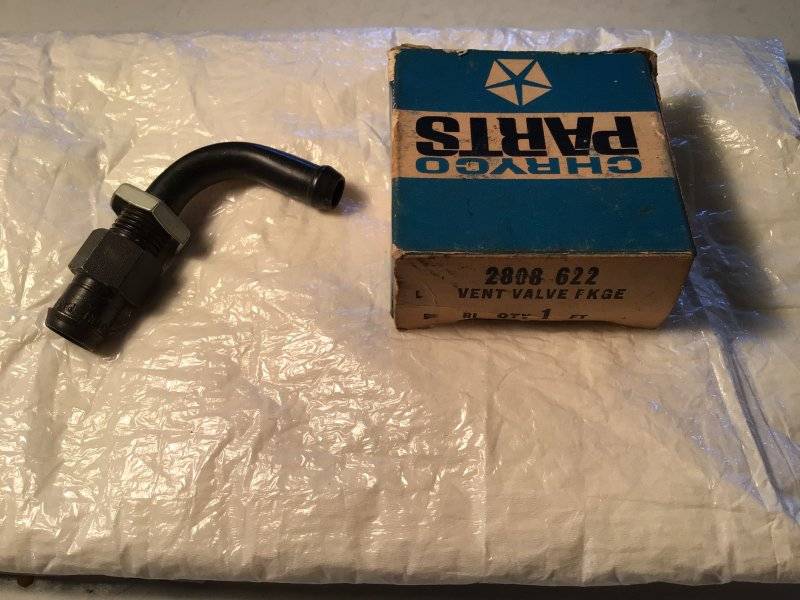 CHRYCO
PARTS
2808 622
VENT VALVE PKGE
QTY 1